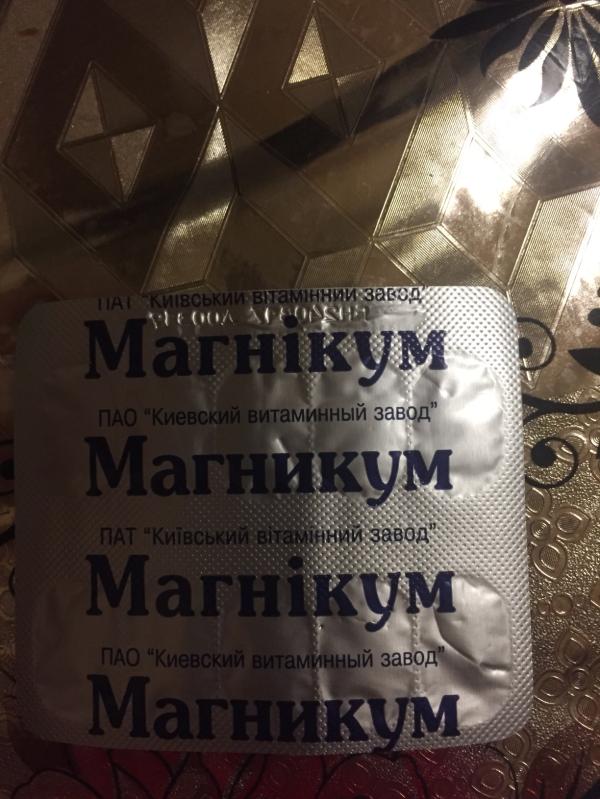 ПАТ "Київський вітамінний завод"
Магнікум
ПАО "Киевский витаминный завод"
Магникум
ПАТ "Київський вітамінний завод"
Магнікум
ПАО "Киевский витаминный завод"
Магникум